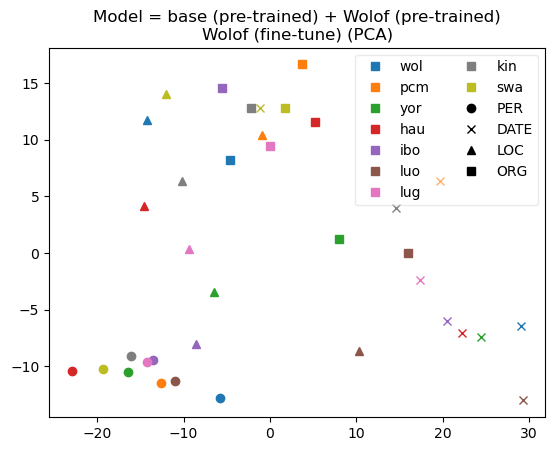 Model = base (pre-trained) + Wolof (pre-trained)
Wolof (fine-tune) (PCA)
15
10
5
0
−5
−10
−20
−10
0
10
20
30
wol
pcm
yor
hau
ibo
luo
lug
kin
swa
PER
DATE
LOC
ORG